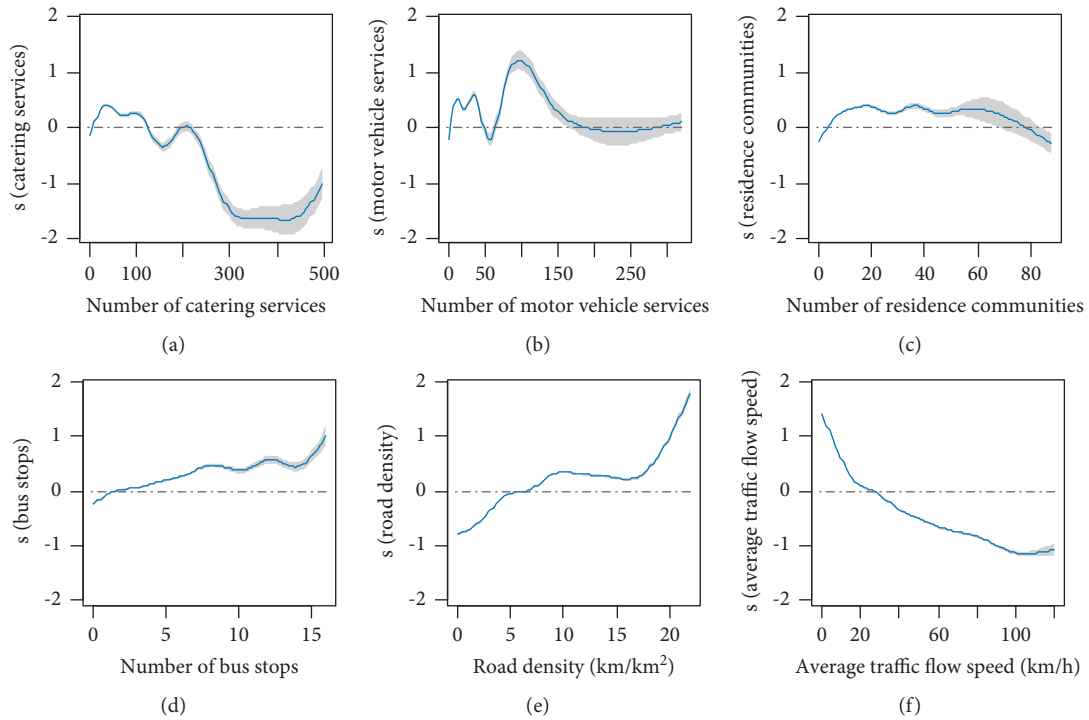 2
1
0
-1
-2
s (catering services)
0 100 300 500
Number of catering services
(a)
2
1
0
-1
-2
s (motor vehicle services)
0 50 150 250
Number of motor vehicle services
(b)
2
1
0
-1
-2
s (residence communities)
0 20 40 60 80
Number of residence communities
(c)
2
1
0
-1
-2
s (bus stops)
0 5 10 15
Number of bus stops
(d)
2
1
0
-1
-2
s (road density)
0 5 10 15 20
Road density (km/km²)
(e)
2
1
0
-1
-2
s (average traffic flow speed)
0 20 60 100
Average traffic flow speed (km/h)
(f)